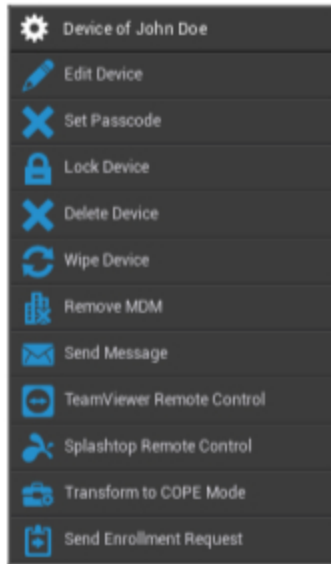 Device of John Doe
Edit Device
Set Passcode
Lock Device
Delete Device
Wipe Device
Remove MDM
Send Message
TeamViewer Remote Control
Splashtop Remote Control
Transform to COPE Mode
Send Enrollment Request